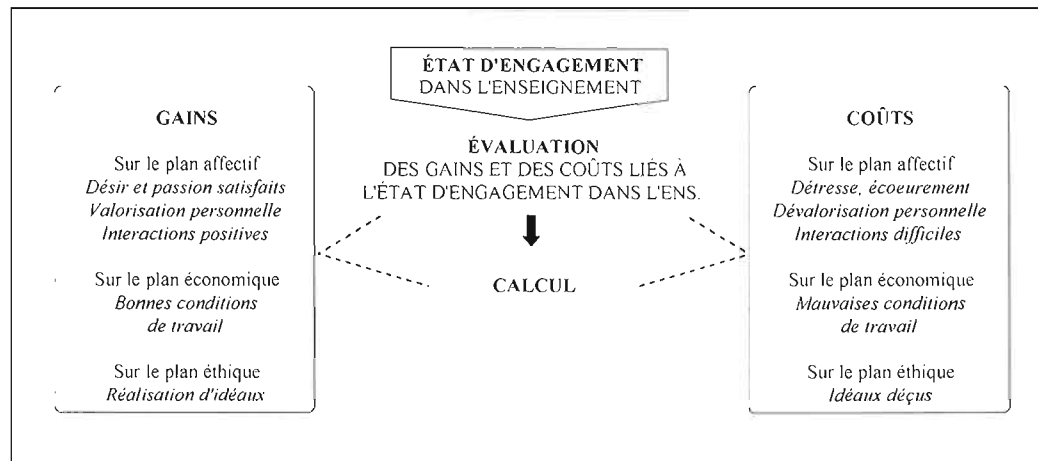 ÉTAT D'ENGAGEMENT
DANS L'ENSEIGNEMENT
GAINS
Sur le plan affectif
Désir et passion satisfaits
Valorisation personnelle
Interactions positives
Sur le plan économique
Bonnes conditions
de travail
Sur le plan éthique
Réalisation d'idéaux
ÉVALUATION
DES GAINS ET DES COÛTS LIÉS À
L'ÉTAT D'ENGAGEMENT DANS L'ENS.
CALCUL
COÛTS
Sur le plan affectif
Détresse, écoeurement
Dévalorisation personnelle
Interactions difficiles
Sur le plan économique
Mauvaises conditions
de travail
Sur le plan éthique
Idéaux déçus